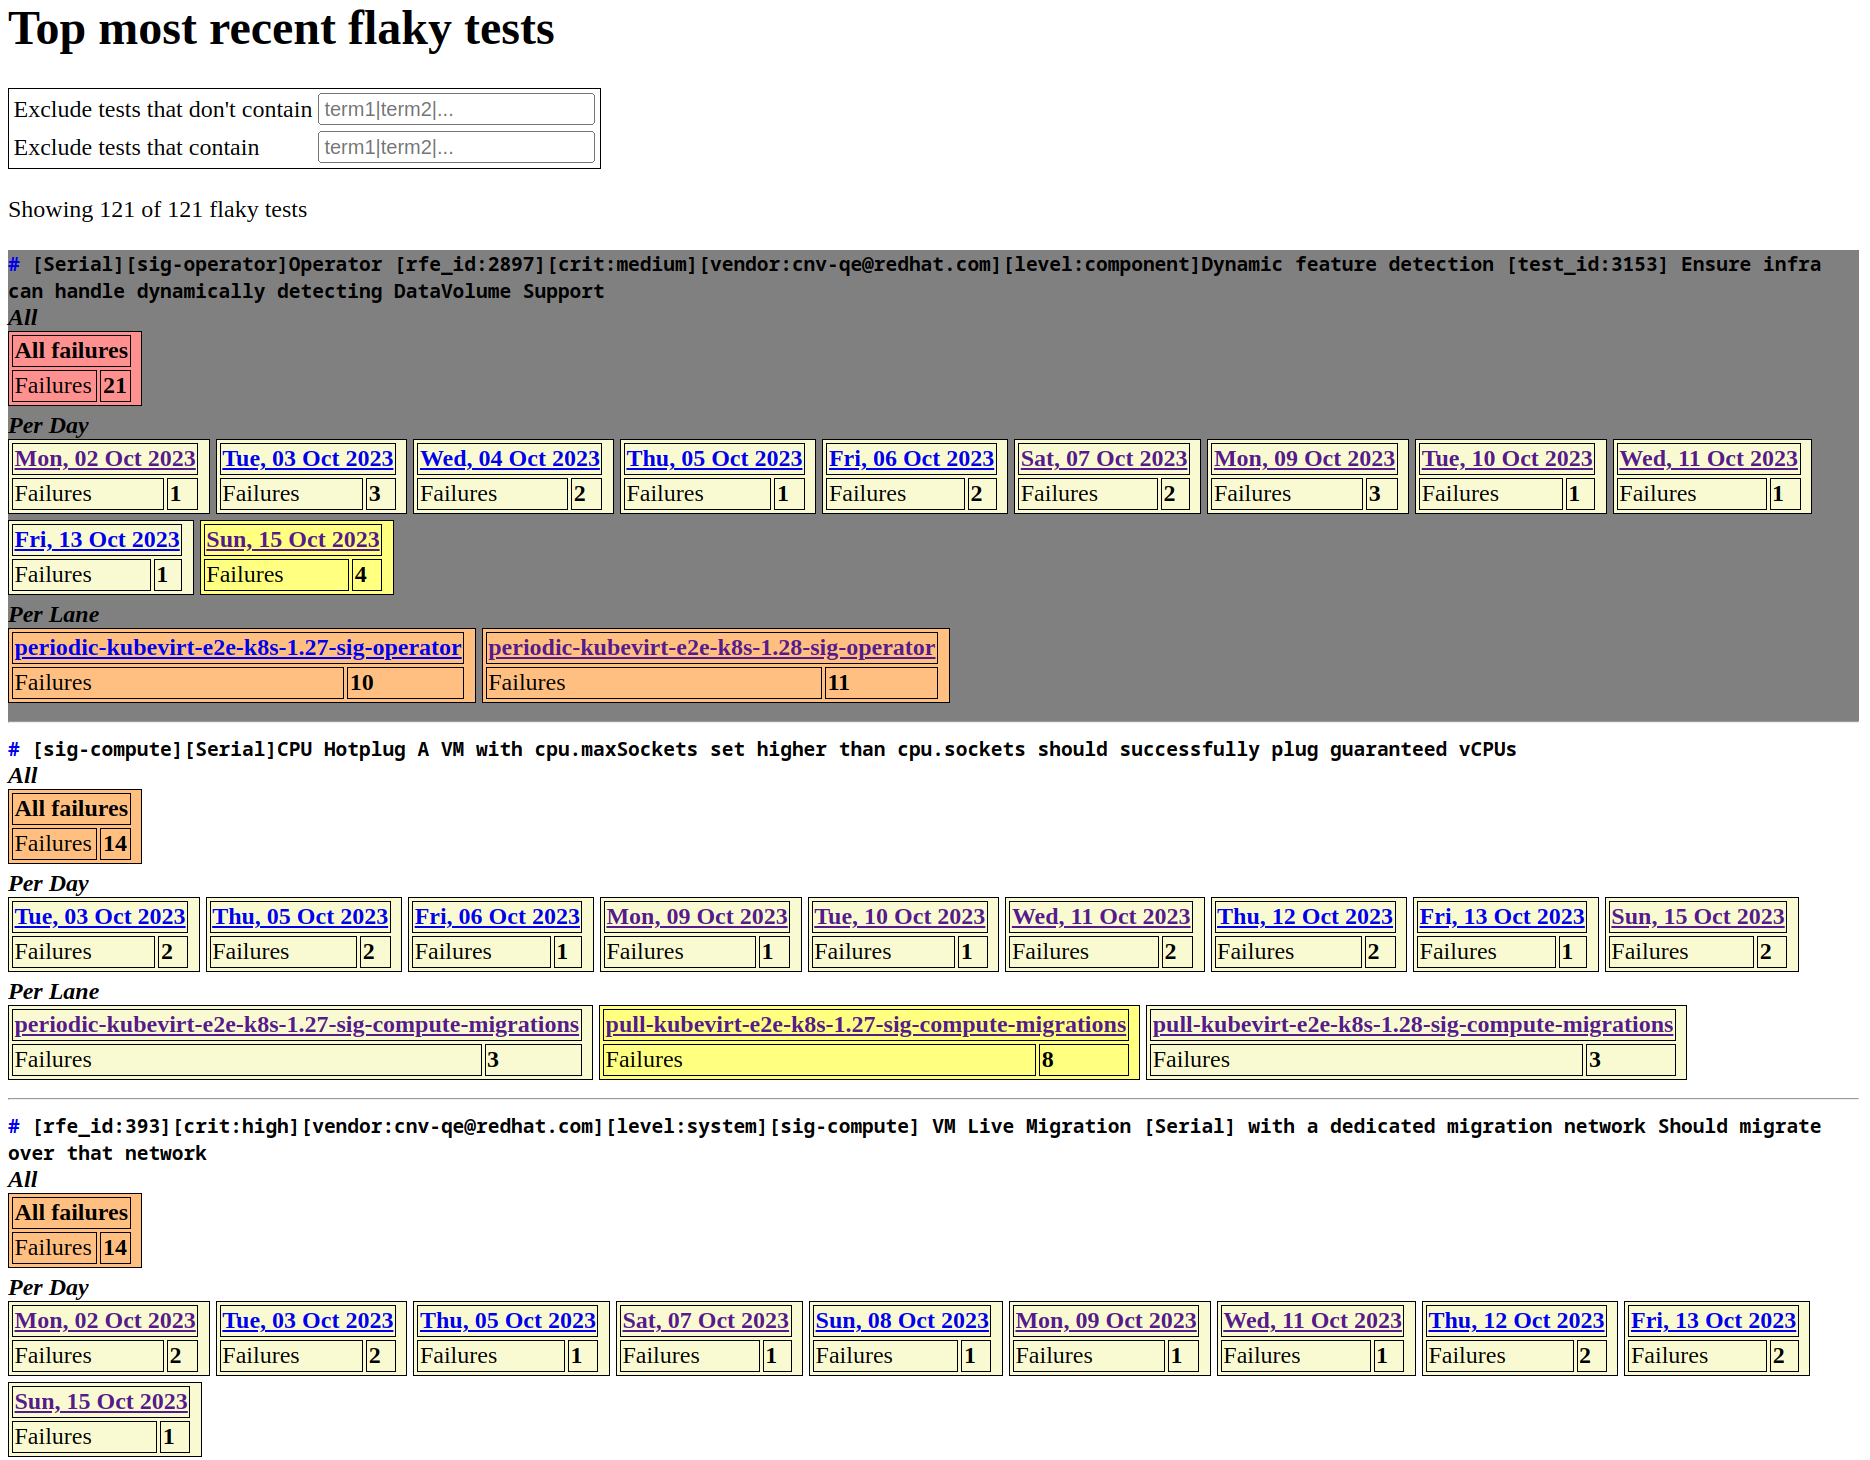 Top most recent flaky tests
Exclude tests that don't contain term1|term2|...
Exclude tests that contain term1|term2|...
Showing 121 of 121 flaky tests
# [Serial][sig-operator]Operator [rfe_id:2897][crit:medium][vendor:cnv-qe@redhat.com][level:component]Dynamic feature detection [test_id:3153] Ensure infra
can handle dynamically detecting DataVolume Support
All
All failures
Failures 21
Per Day
Mon, 02 Oct 2023 Tue, 03 Oct 2023 Wed, 04 Oct 2023 Thu, 05 Oct 2023 Fri, 06 Oct 2023 Sat, 07 Oct 2023 Mon, 09 Oct 2023 Tue, 10 Oct 2023 Wed, 11 Oct 2023
Failures 1 Failures 3 Failures 2 Failures 1 Failures 2 Failures 2 Failures 3 Failures 1 Failures 1
Fri, 13 Oct 2023 Sun, 15 Oct 2023
Failures 1 Failures 4
Per Lane
periodic-kubevirt-e2e-k8s-1.27-sig-operator periodic-kubevirt-e2e-k8s-1.28-sig-operator
Failures 10 Failures 11
# [sig-compute][Serial]CPU Hotplug A VM with cpu.maxSockets set higher than cpu.sockets should successfully plug guaranteed vCPUs
All
All failures
Failures 14
Per Day
Tue, 03 Oct 2023 Thu, 05 Oct 2023 Fri, 06 Oct 2023 Mon, 09 Oct 2023 Tue, 10 Oct 2023 Wed, 11 Oct 2023 Thu, 12 Oct 2023 Fri, 13 Oct 2023 Sun, 15 Oct 2023
Failures 2 Failures 2 Failures 1 Failures 1 Failures 1 Failures 2 Failures 2 Failures 1 Failures 2
Per Lane
periodic-kubevirt-e2e-k8s-1.27-sig-compute-migrations pull-kubevirt-e2e-k8s-1.27-sig-compute-migrations pull-kubevirt-e2e-k8s-1.28-sig-compute-migrations
Failures 3 Failures 8 Failures 3
# [rfe_id:393][crit:high][vendor:cnv-qe@redhat.com][level:system][sig-compute] VM Live Migration [Serial] with a dedicated migration network Should migrate
over that network
All
All failures
Failures 14
Per Day
Mon, 02 Oct 2023 Tue, 03 Oct 2023 Thu, 05 Oct 2023 Sat, 07 Oct 2023 Sun, 08 Oct 2023 Mon, 09 Oct 2023 Wed, 11 Oct 2023 Thu, 12 Oct 2023 Fri, 13 Oct 2023
Failures 2 Failures 2 Failures 1 Failures 1 Failures 1 Failures 1 Failures 1 Failures 2 Failures 2
Sun, 15 Oct 2023
Failures 1